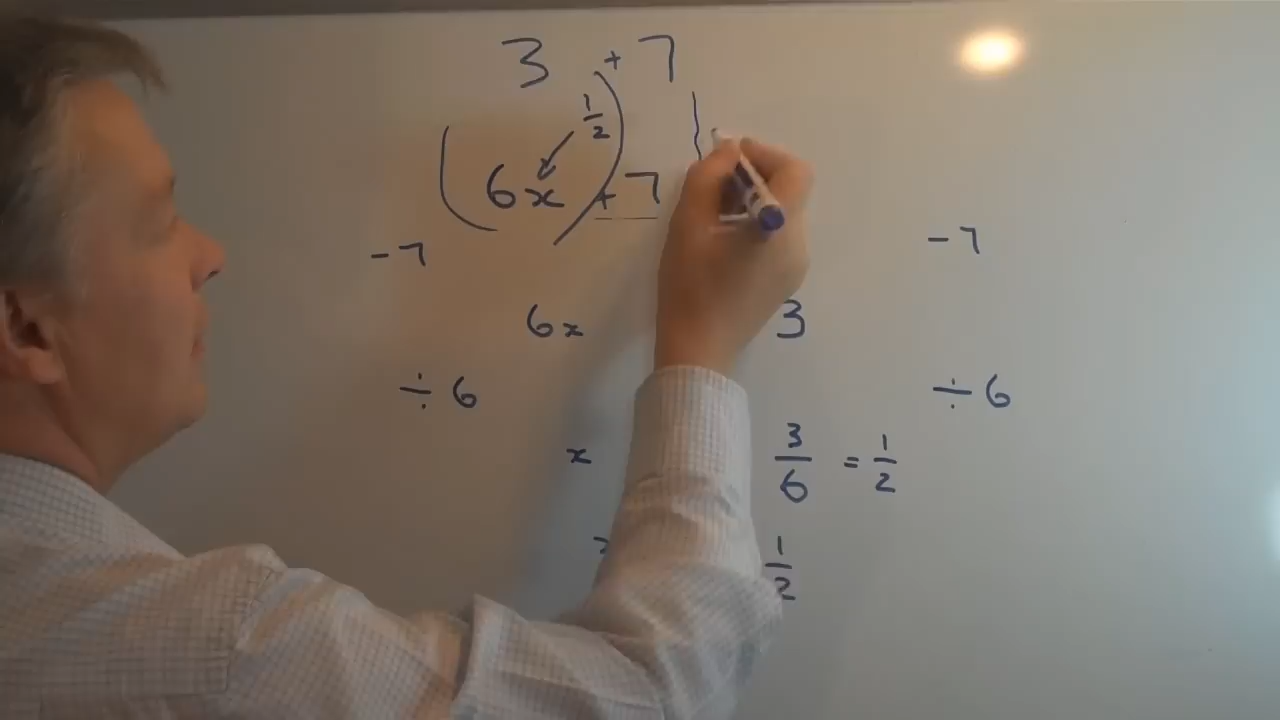 3 + 7
1/2
6x + 7
-7 -7
6x 3
÷ 6 ÷ 6
x 3/6 = 1/2
1/2